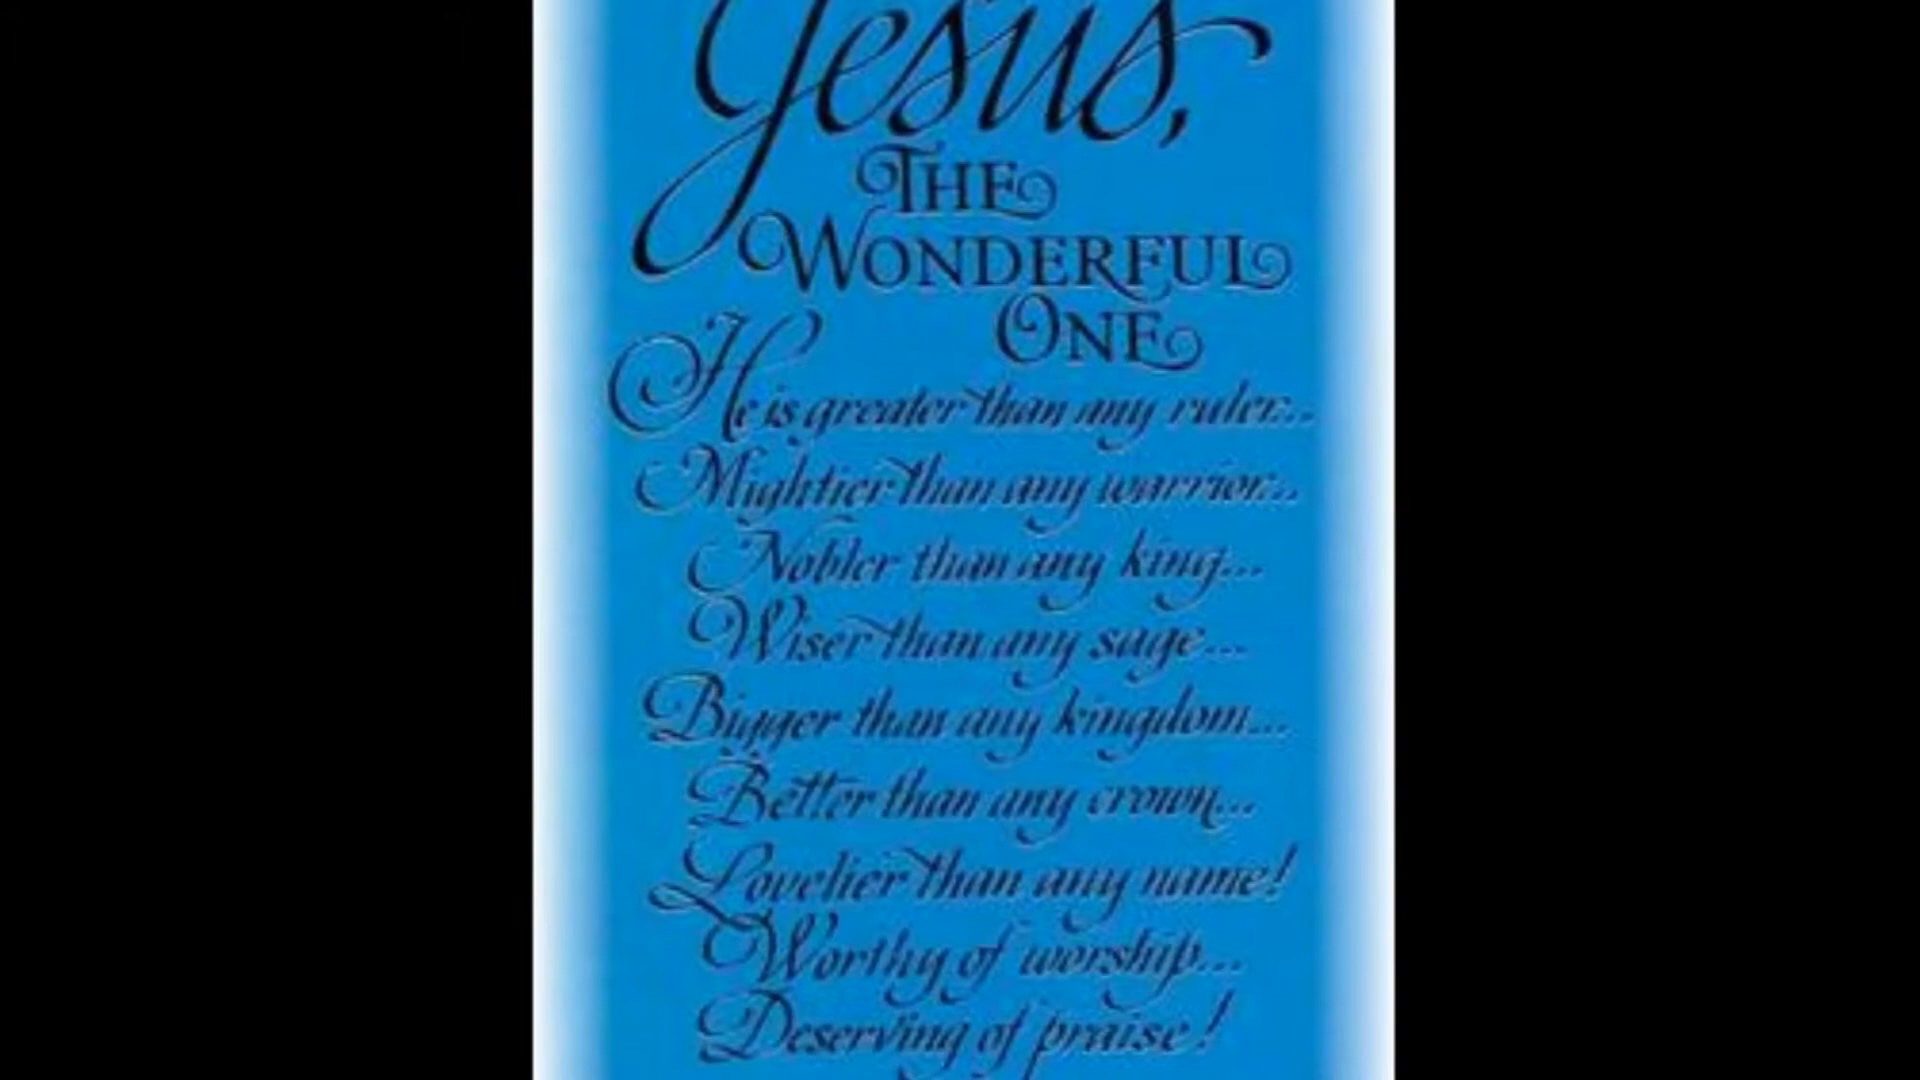 Jesus,
THE
WONDERFUL
ONE
He is greater than any ruler...
Mightier than any warrior...
Nobler than any king...
Wiser than any sage...
Bigger than any kingdom...
Better than any crown...
Lovelier than any name!
Worthy of worship...
Deserving of praise!